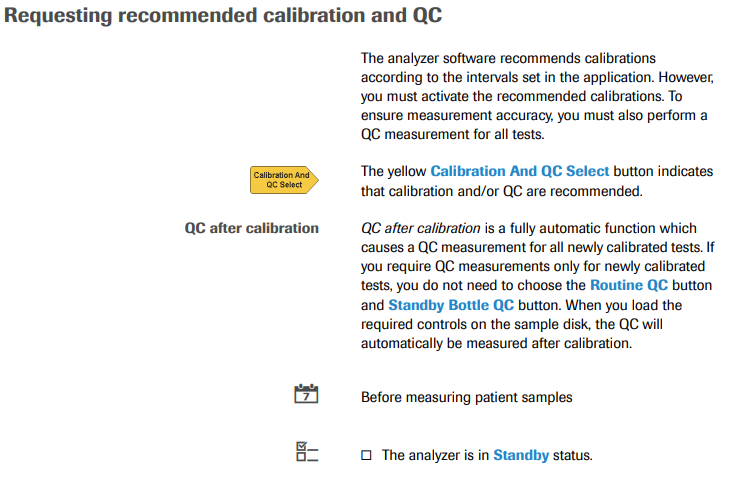 Requesting recommended calibration and QC
The analyzer software recommends calibrations
according to the intervals set in the application. However,
you must activate the recommended calibrations. To
ensure measurement accuracy, you must also perform a
QC measurement for all tests.
Calibration And
QC Select
The yellow Calibration And QC Select button indicates
that calibration and/or QC are recommended.
QC after calibration
QC after calibration is a fully automatic function which
causes a QC measurement for all newly calibrated tests. If
you require QC measurements only for newly calibrated
tests, you do not need to choose the Routine QC button
and Standby Bottle QC button. When you load the
required controls on the sample disk, the QC will
automatically be measured after calibration.
7
Before measuring patient samples
The analyzer is in Standby status.